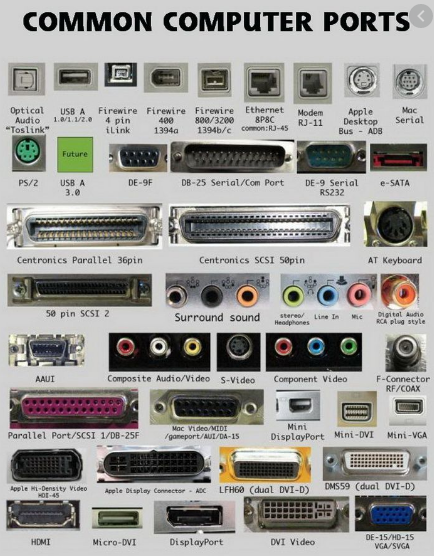 COMMON COMPUTER PORTS
Optical
Audio
"Toslink"
USB A
1.0/1.1/2.0
Firewire
4 pin
iLink
Firewire
400
1394a
Firewire
800/3200
1394b/c
Ethernet
8P8C
common:RJ-45
Modem
RJ-11
Apple
Desktop
Bus - ADB
Mac
Serial
Future
PS/2
USB A
3.0
DE-9F
DB-25 Serial/Com Port
DE-9 Serial
RS232
e-SATA
Centronics Parallel 36pin
Centronics SCSI 50pin
AT Keyboard
50 pin SCSI 2
Surround sound
stereo/
Headphones
Line In
Mic
Digital Audio
RCA plug style
AAUI
Composite Audio/Video
S-Video
Component Video
F-Connector
RF/COAX
Parallel Port/SCSI 1/DB-25F
Mac Video/MIDI
/gameport/AUI/DA-15
Mini
DisplayPort
Mini-DVI
Mini-VGA
Apple Hi-Density Video
HDI-45
Apple Display Connector - ADC
LFH60 (dual DVI-D)
DMS59 (dual DVI-D)
HDMI
Micro-DVI
DisplayPort
DVI Video
DE-15/HD-15
VGA/SVGA